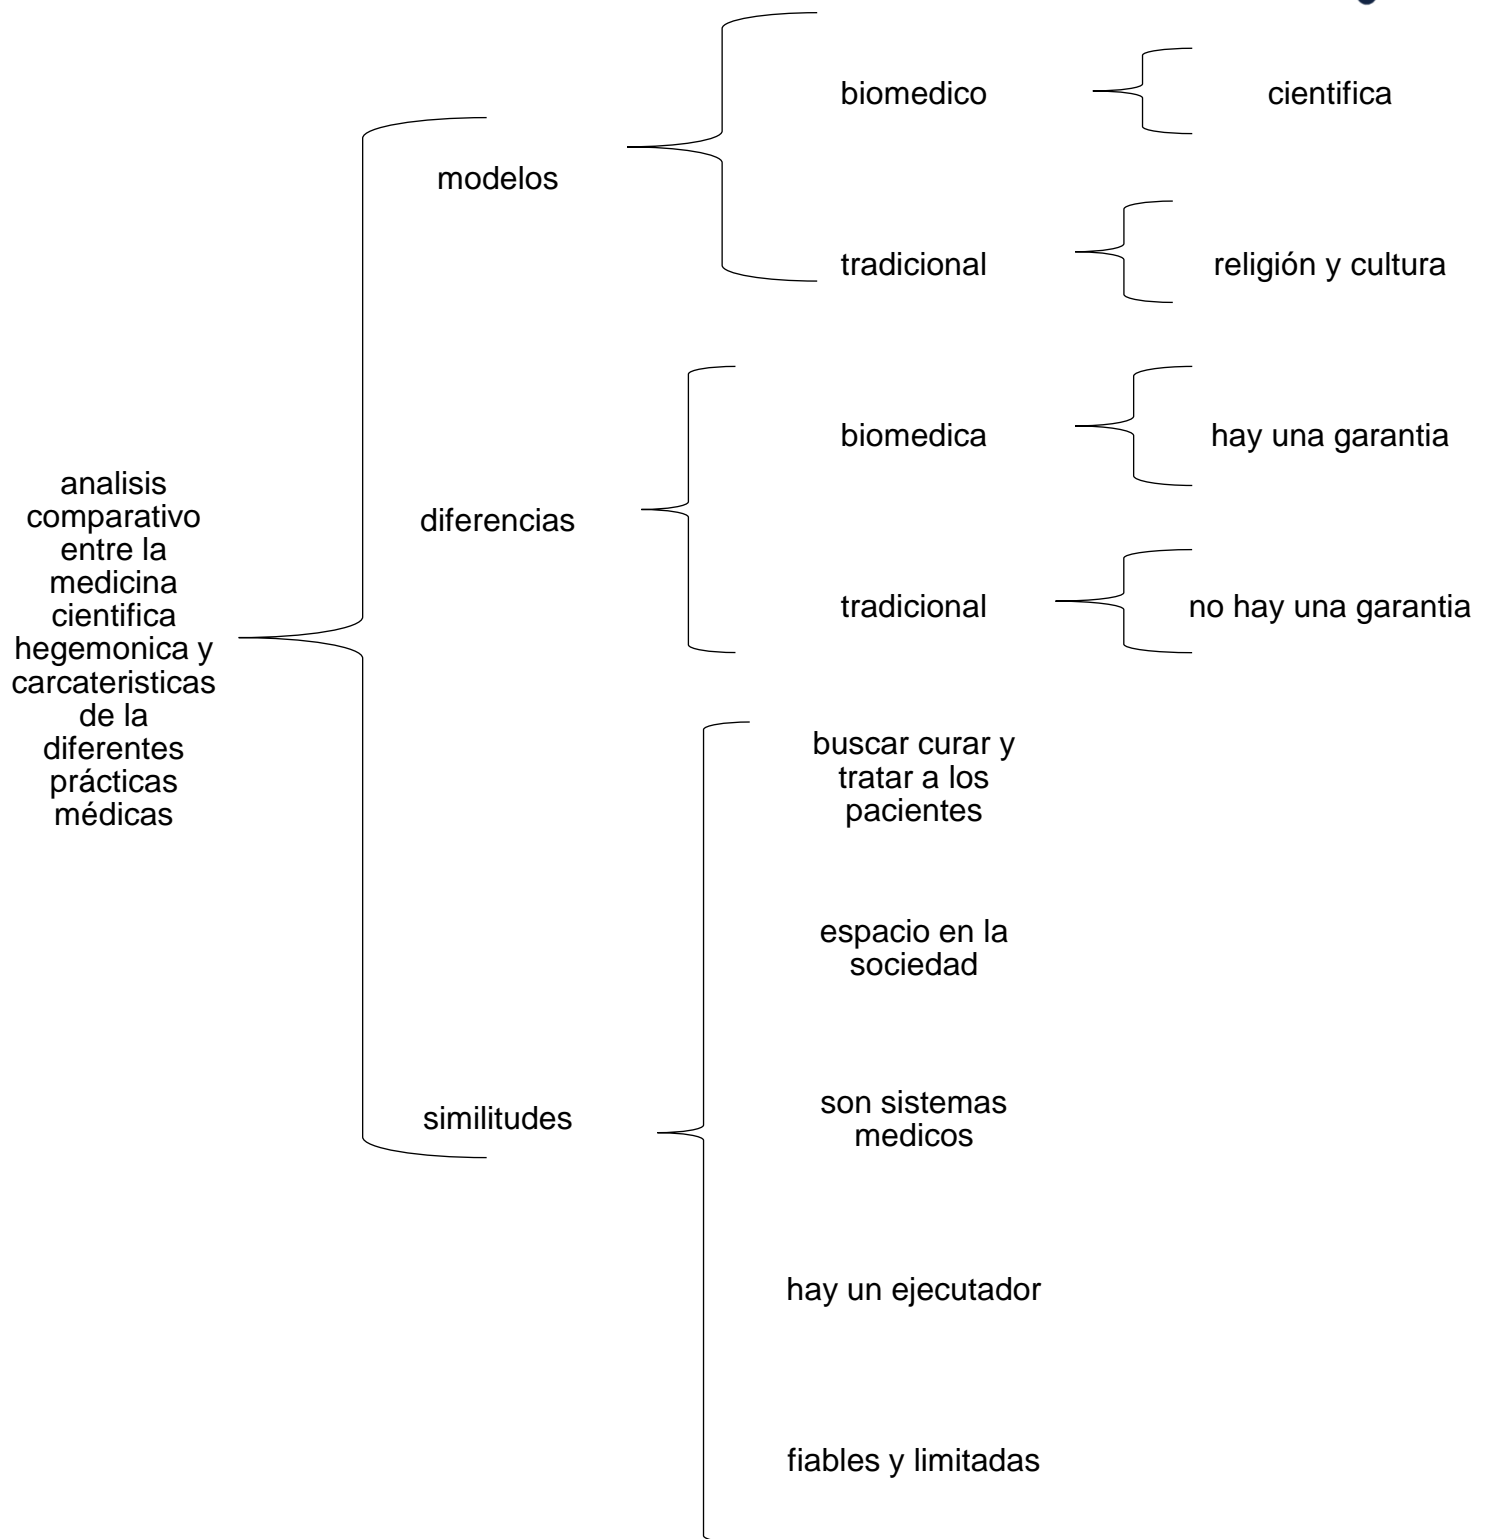 analisis
comparativo
entre la
medicina
cientifica
hegemonica y
carcateristicas
de la
diferentes
prácticas
médicas
modelos
biomedico
cientifica
tradicional
religión y cultura
diferencias
biomedica
hay una garantia
tradicional
no hay una garantia
similitudes
buscar curar y
tratar a los
pacientes
espacio en la
sociedad
son sistemas
medicos
hay un ejecutador
fiables y limitadas